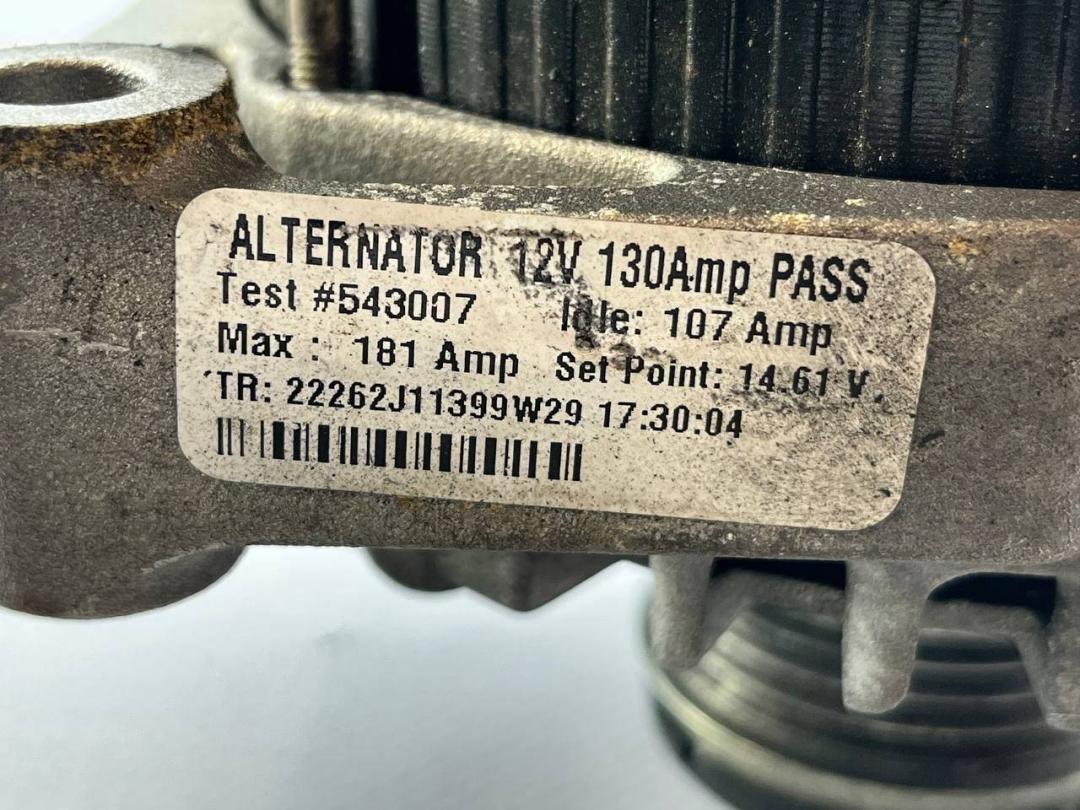 ALTERNATOR 12V 130Amp PASS
Test #543007 Idle: 107 Amp
Max : 181 Amp Set Point: 14.61 V.
TR: 22262J11399W29 17:30:04